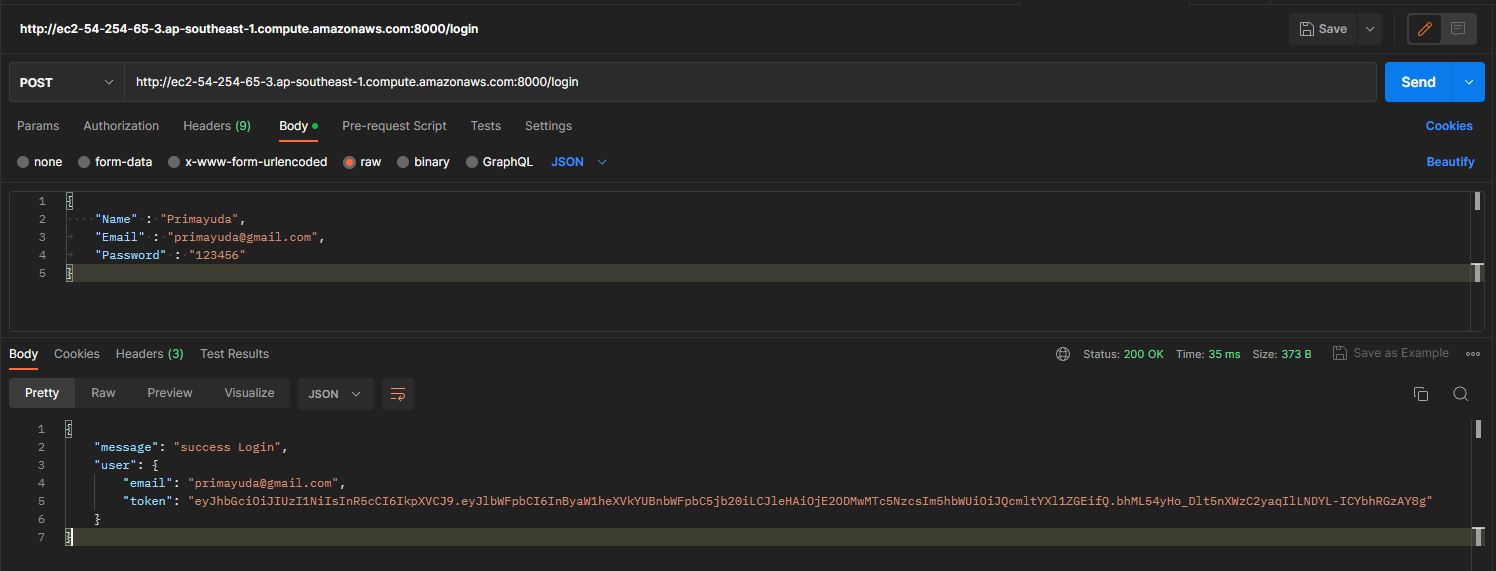 http://ec2-54-254-65-3.ap-southeast-1.compute.amazonaws.com:8000/login
Save
POST
http://ec2-54-254-65-3.ap-southeast-1.compute.amazonaws.com:8000/login
Send
Params Authorization Headers (9) Body Pre-request Script Tests Settings Cookies
none form-data x-www-form-urlencoded raw binary GraphQL JSON Beautify
1 {
2 "Name" : "Primayuda",
3 "Email" : "primayuda@gmail.com",
4 "Password" : "123456"
5 }
Body Cookies Headers (3) Test Results Status: 200 OK Time: 35 ms Size: 373 B Save as Example
Pretty Raw Preview Visualize JSON
1 {
2 "message": "success Login",
3 "user": {
4 "email": "primayuda@gmail.com",
5 "token": "eyJhbGciOiJIUzI1NiIsInR5cCI6IkpXVCJ9.eyJlbWFpbCI6InByaW1heXVkYUBnbWFpbC5jb20iLCJleHAiOjE2ODMwMTc5NzcsIm5hbWUiOiJQcmltYXl1ZGEifQ.bhML54yHo_Dlt5nXWzC2yaqIlLNDYL-ICYbhRGzAY8g"
6 }
7 }